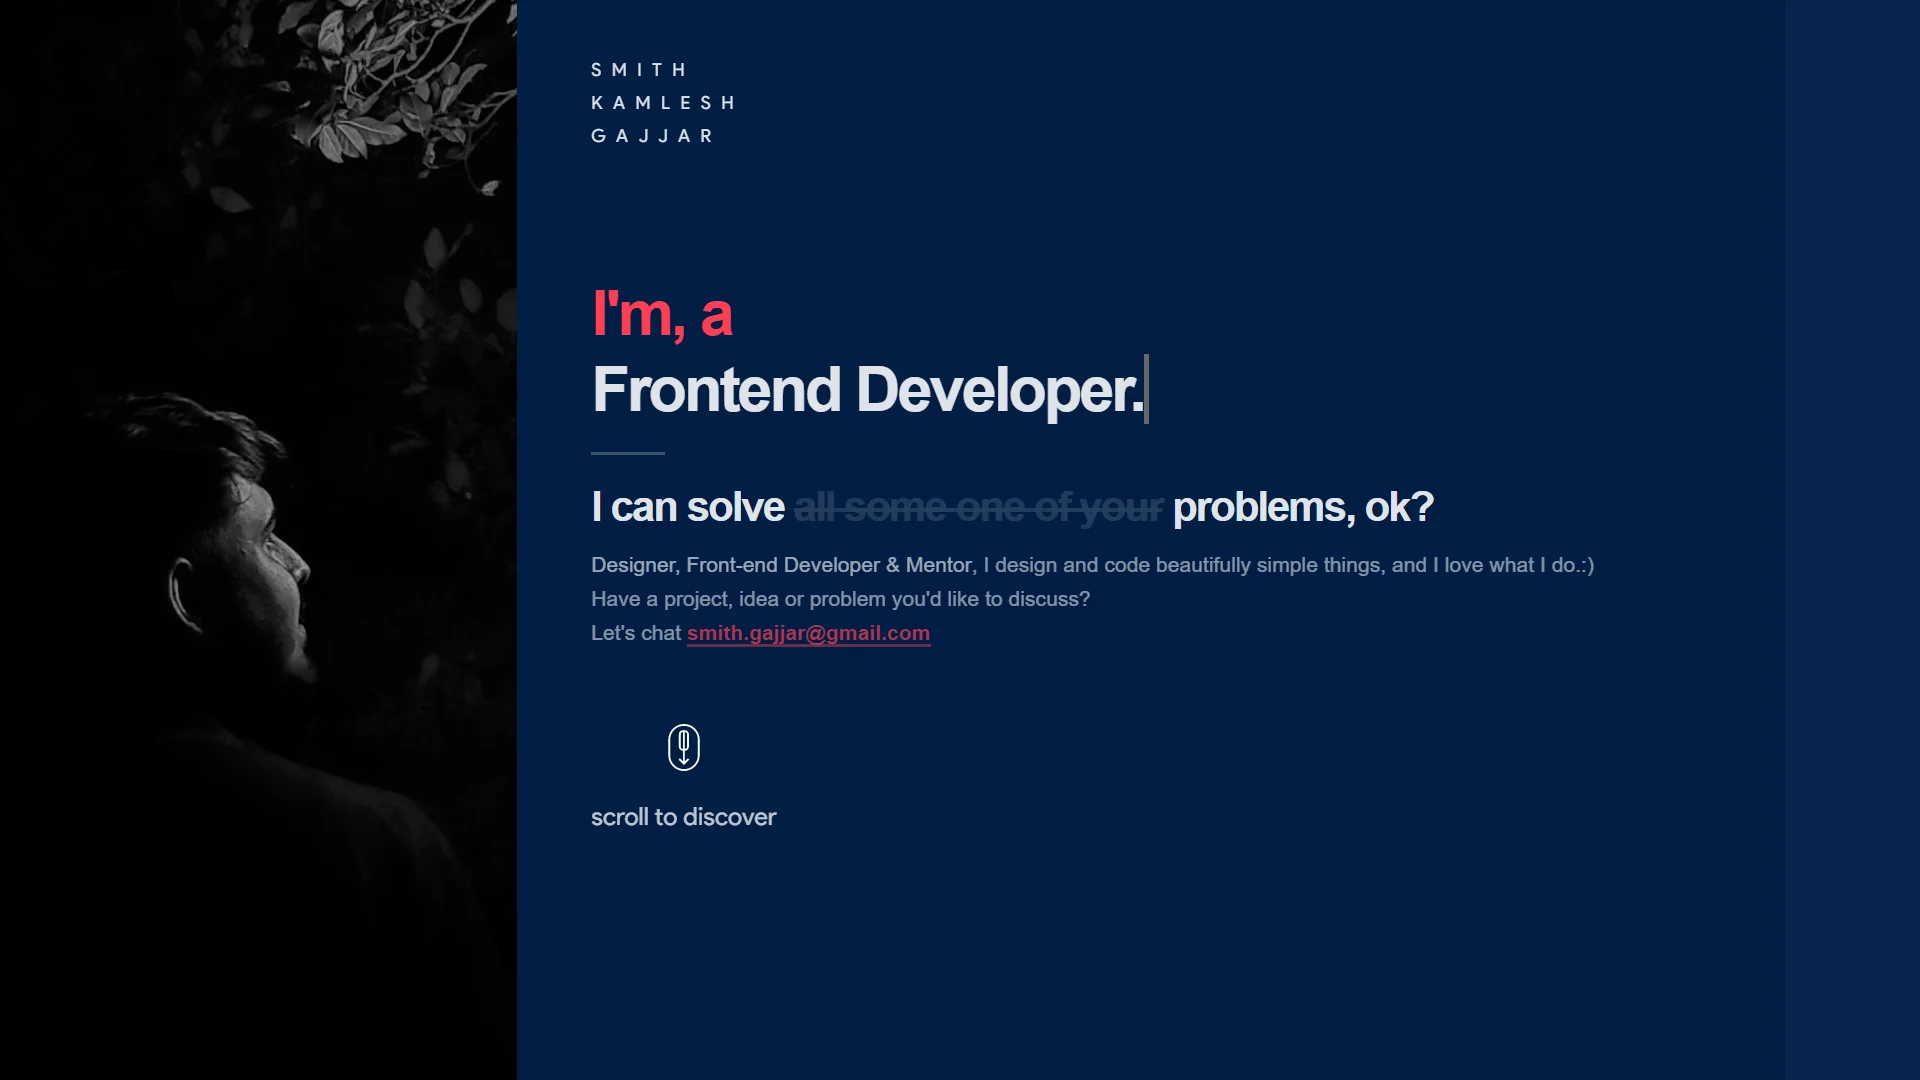 SMITH
KAMLESH
GAJJAR
I'm, a
Frontend Developer.
I can solve all some one of your problems, ok?
Designer, Front-end Developer & Mentor, I design and code beautifully simple things, and I love what I do.:)
Have a project, idea or problem you'd like to discuss?
Let's chat smith.gajjar@gmail.com
scroll to discover